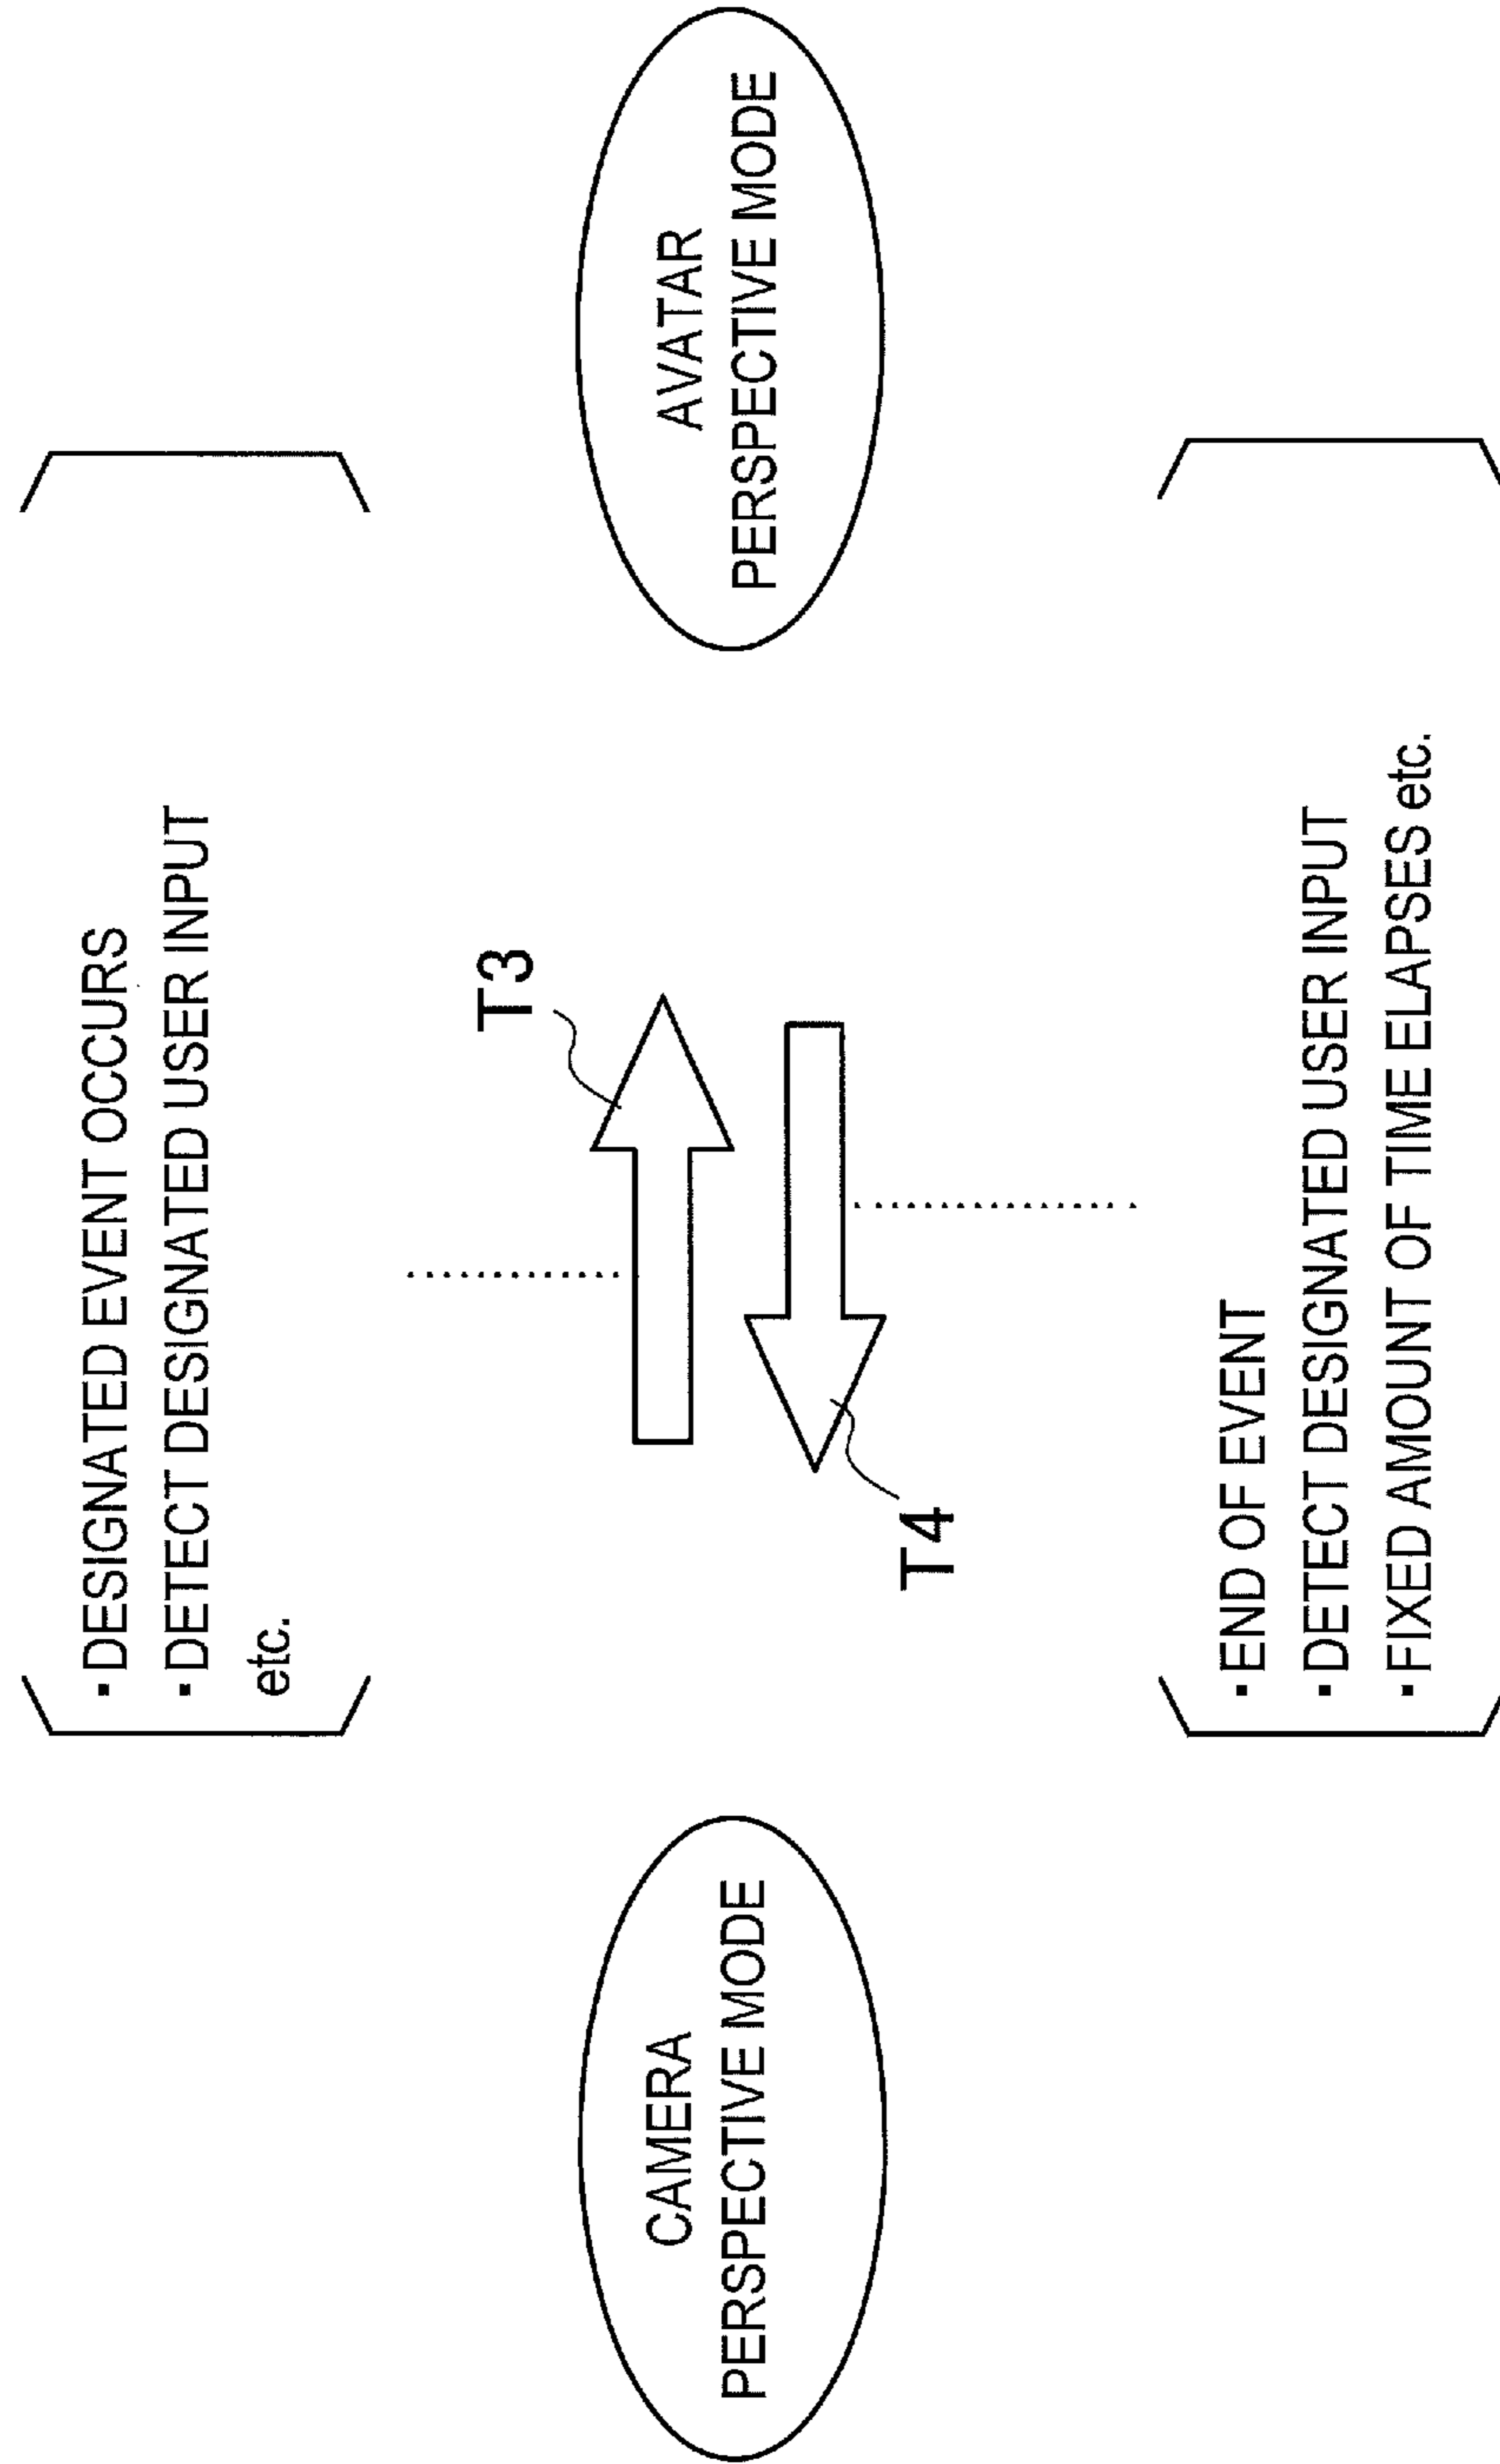 ・DESIGNATED EVENT OCCURS
・DETECT DESIGNATED USER INPUT
etc.
T3
CAMERA
PERSPECTIVE MODE
AVATAR
PERSPECTIVE MODE
T4
・END OF EVENT
・DETECT DESIGNATED USER INPUT
・FIXED AMOUNT OF TIME ELAPSES etc.